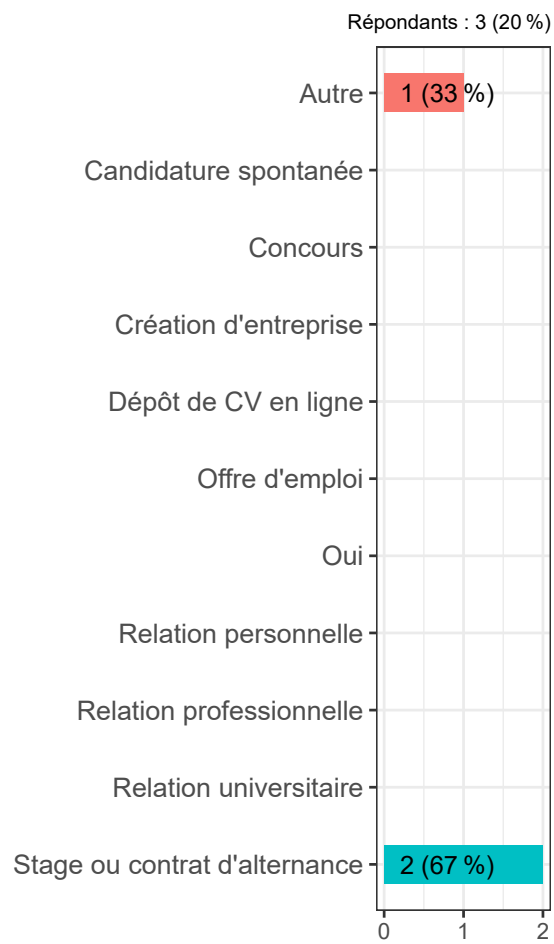 Répondants : 3 (20 %)
Autre
1 (33 %)
Candidature spontanée
Concours
Création d'entreprise
Dépôt de CV en ligne
Offre d'emploi
Oui
Relation personnelle
Relation professionnelle
Relation universitaire
Stage ou contrat d'alternance
2 (67 %)
0 1 2